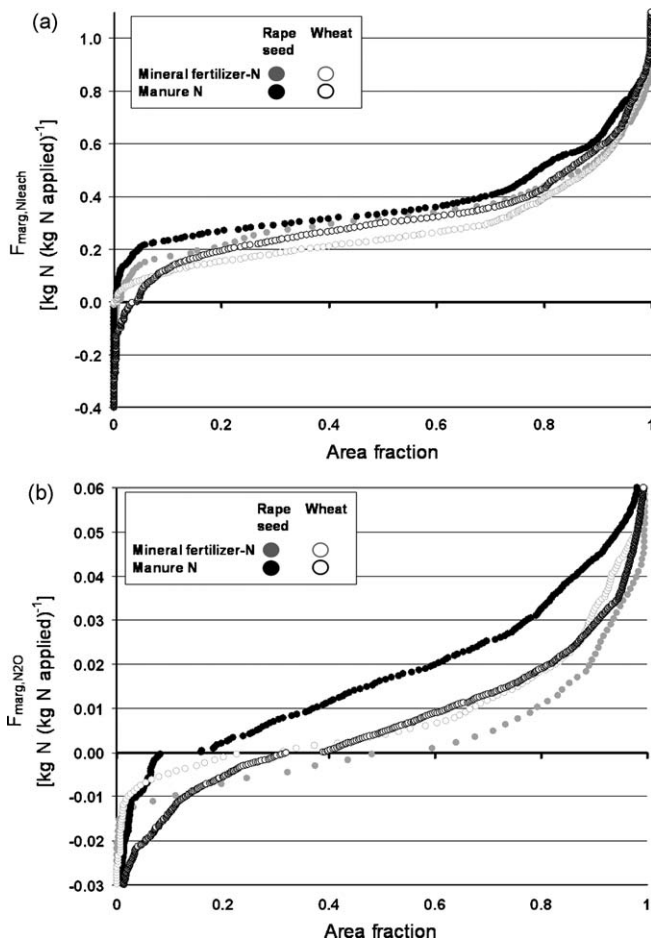 (a)
1.0
0.8
0.6
0.4
0.2
0.0
-0.2
-0.4
F marg,Nleach
[kg N (kg N applied)-1]
Rape seed Wheat
Mineral fertilizer-N
Manure N
0 0.2 0.4 0.6 0.8 1
Area fraction
(b)
0.06
0.05
0.04
0.03
0.02
0.01
0.00
-0.01
-0.02
-0.03
F marg,N2O
[kg N (kg N applied)-1]
Rape seed Wheat
Mineral fertilizer-N
Manure N
0 0.2 0.4 0.6 0.8 1
Area fraction